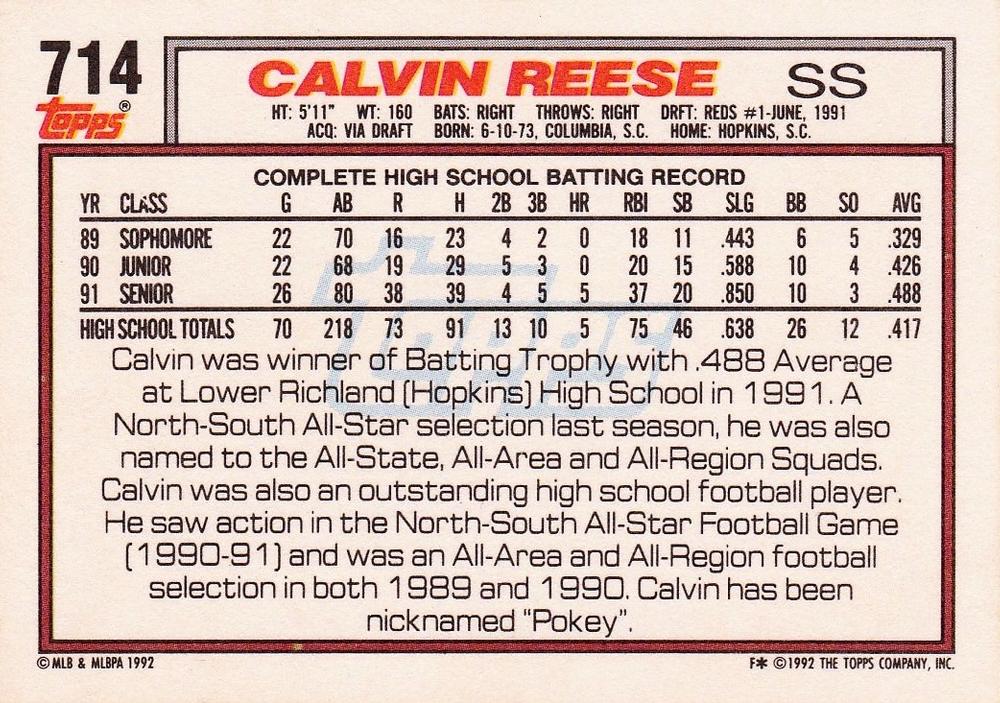 714
topps®
CALVIN REESE SS
HT: 5'11" WT: 160 BATS: RIGHT THROWS: RIGHT DRFT: REDS #1-JUNE, 1991
ACQ: VIA DRAFT BORN: 6-10-73, COLUMBIA, S.C. HOME: HOPKINS, S.C.
COMPLETE HIGH SCHOOL BATTING RECORD
YR CLASS G AB R H 2B 3B HR RBI SB SLG BB SO AVG
89 SOPHOMORE 22 70 16 23 4 2 0 18 11 .443 6 5 .329
90 JUNIOR 22 68 19 29 5 3 0 20 15 .588 10 4 .426
91 SENIOR 26 80 38 39 4 5 5 37 20 .850 10 3 .488
HIGH SCHOOL TOTALS 70 218 73 91 13 10 5 75 46 .638 26 12 .417
topps
Calvin was winner of Batting Trophy with .488 Average
at Lower Richland (Hopkins) High School in 1991. A
North-South All-Star selection last season, he was also
named to the All-State, All-Area and All-Region Squads.
Calvin was also an outstanding high school football player.
He saw action in the North-South All-Star Football Game
(1990-91) and was an All-Area and All-Region football
selection in both 1989 and 1990. Calvin has been
nicknamed "Pokey".
© MLB & MLBPA 1992
F* © 1992 THE TOPPS COMPANY, INC.